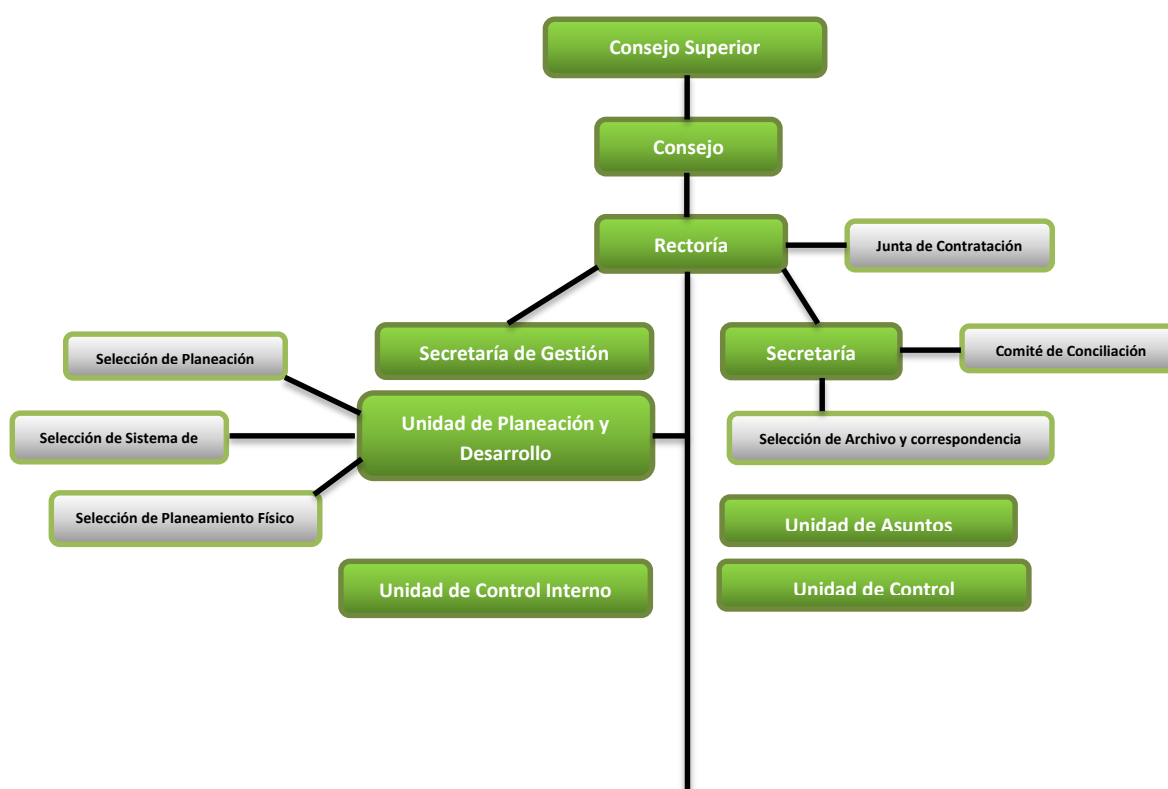 Consejo Superior
Consejo
Rectoría
Junta de Contratación
Secretaría de Gestión
Secretaría
Comité de Conciliación
Selección de Planeación
Unidad de Planeación y
Desarrollo
Selección de Sistema de
Selección de Archivo y correspondencia
Selección de Planeamiento Físico
Unidad de Asuntos
Unidad de Control Interno
Unidad de Control